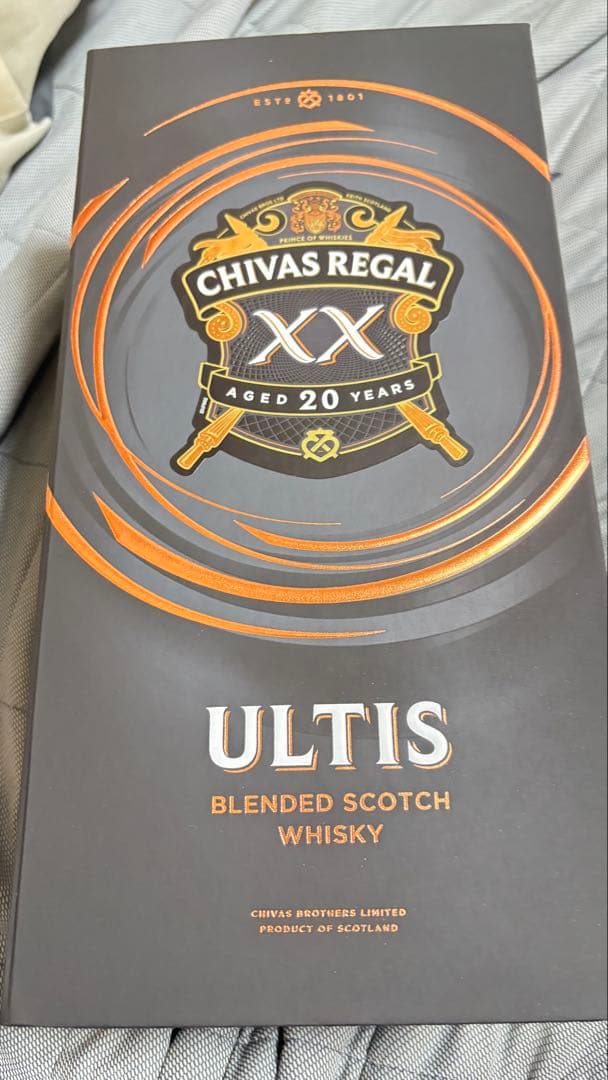 ESTD 1801
CHIVAS BROS LTD KEITH SCOTLAND
PRINCE OF WHISKIES
CHIVAS REGAL
XX
AGED 20 YEARS
ULTIS
BLENDED SCOTCH
WHISKY
CHIVAS BROTHERS LIMITED
PRODUCT OF SCOTLAND